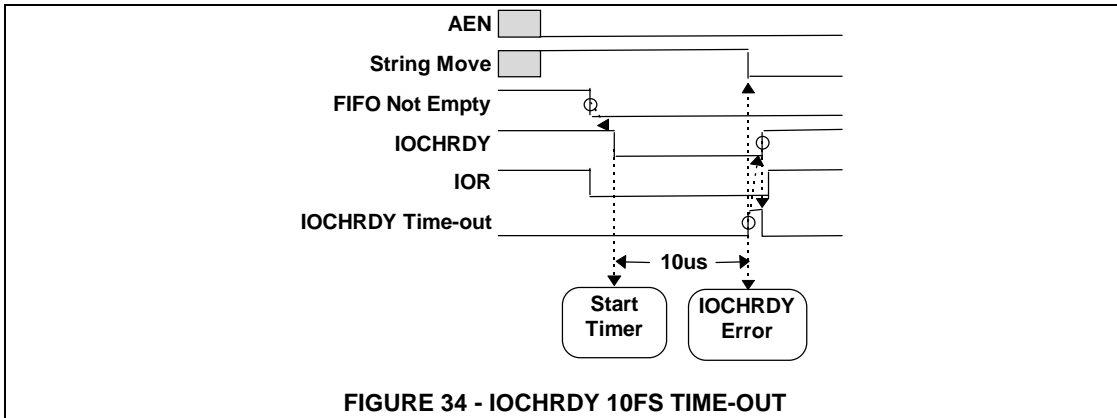 AEN
String Move
FIFO Not Empty
IOCHRDY
IOR
IOCHRDY Time-out
10us
Start
Timer
IOCHRDY
Error
FIGURE 34 - IOCHRDY 10FS TIME-OUT